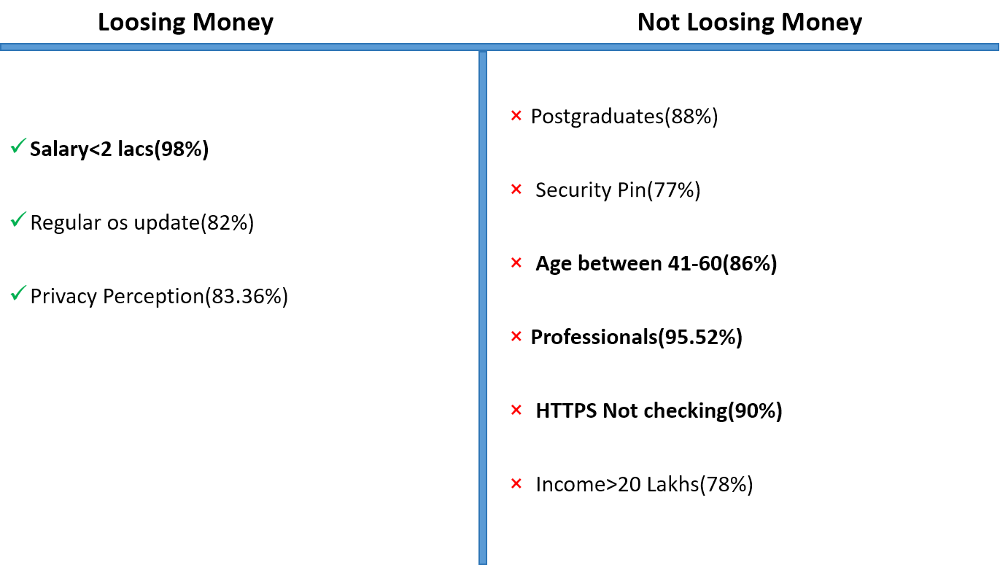 Loosing Money
Not Loosing Money
Salary<2 lacs(98%)
Regular os update(82%)
Privacy Perception(83.36%)
Postgraduates(88%)
Security Pin(77%)
Age between 41-60(86%)
Professionals(95.52%)
HTTPS Not checking(90%)
Income>20 Lakhs(78%)